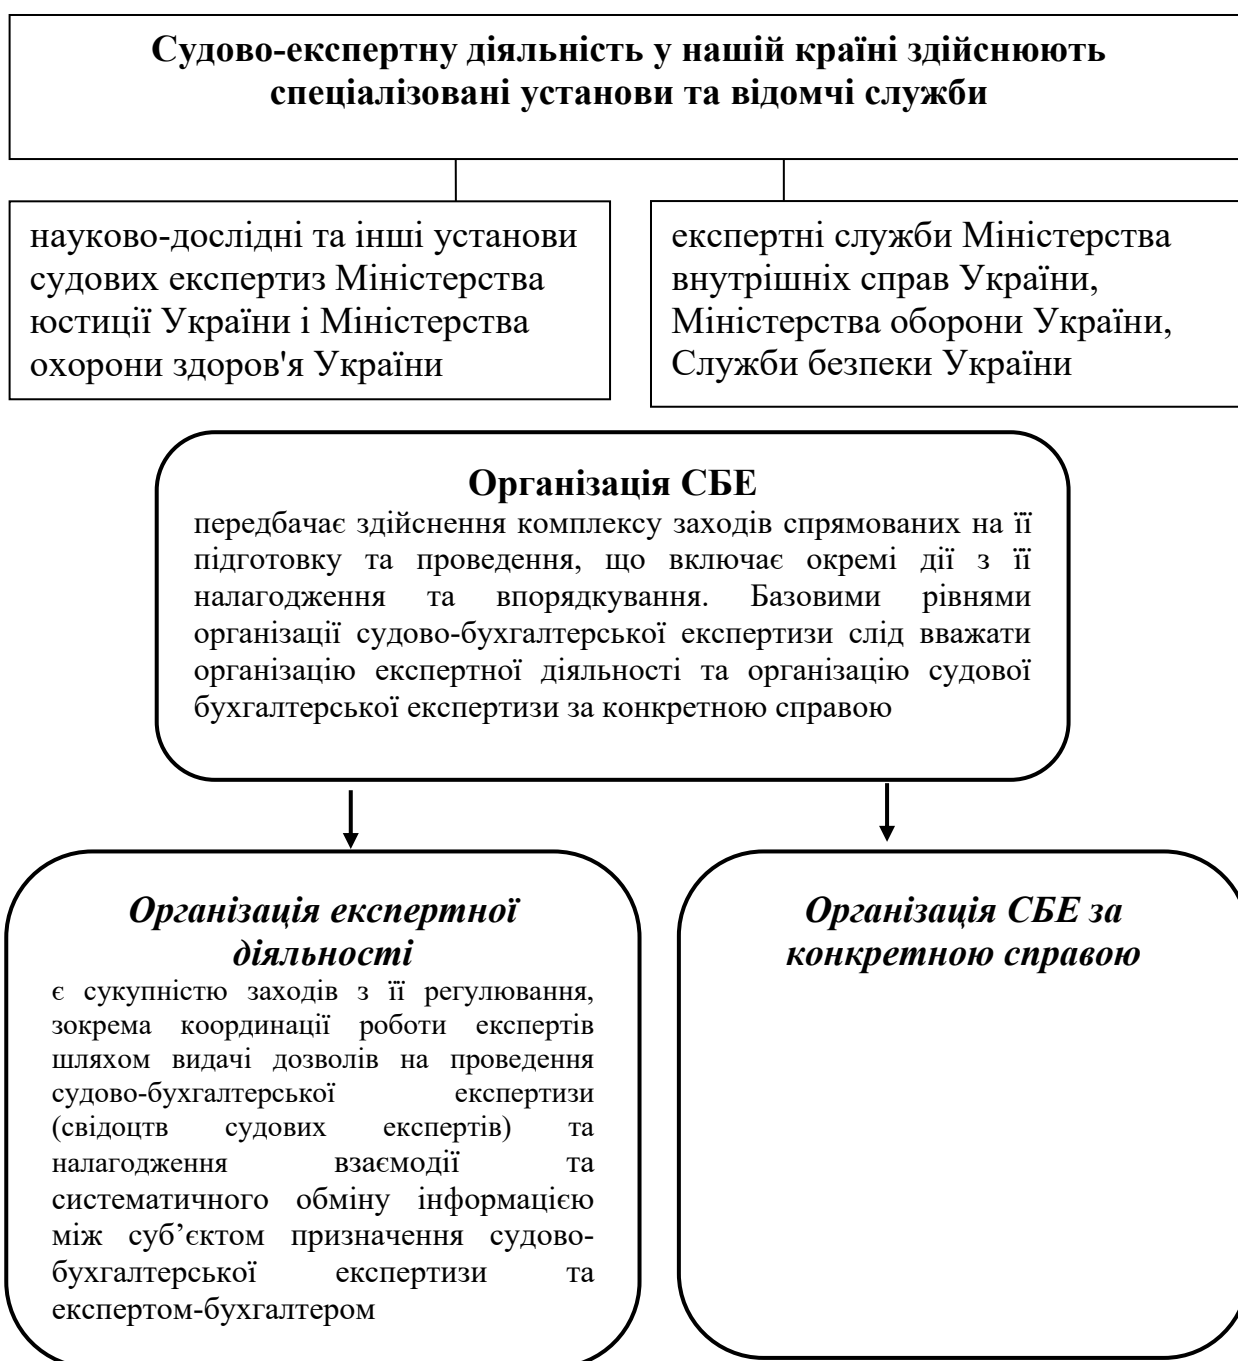 Судово-експертну діяльність у нашій країні здійснюють
спеціалізовані установи та відомчі служби
науково-дослідні та інші установи
судових експертиз Міністерства
юстиції України і Міністерства
охорони здоров'я України
експертні служби Міністерства
внутрішніх справ України,
Міністерства оборони України,
Служби безпеки України
Організація СБЕ
передбачає здійснення комплексу заходів спрямованих на її
підготовку та проведення, що включає окремі дії з її
налагодження та впорядкування. Базовими рівнями
організації судово-бухгалтерської експертизи слід вважати
організацію експертної діяльності та організацію судової
бухгалтерської експертизи за конкретною справою
Організація експертної
діяльності
є сукупністю заходів з її регулювання,
зокрема координації роботи експертів
шляхом видачі дозволів на проведення
судово-бухгалтерської експертизи
(свідоцтв судових експертів) та
налагодження взаємодії та
систематичного обміну інформацією
між суб’єктом призначення судово-
бухгалтерської експертизи та
експертом-бухгалтером
Організація СБЕ за
конкретною справою